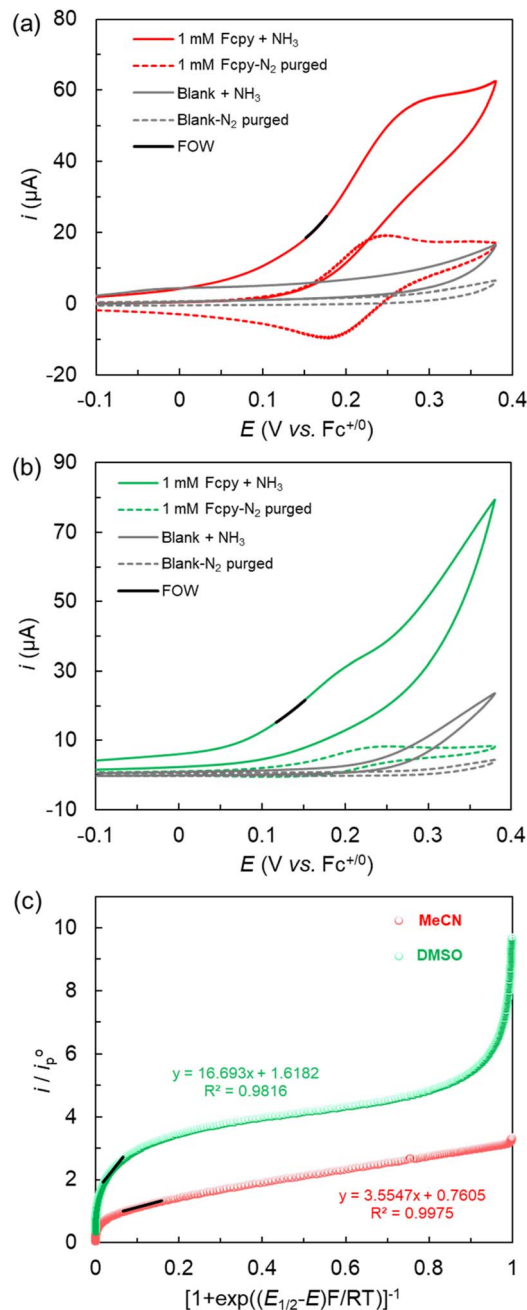 (a)
1 mM Fcpy + NH₃
1 mM Fcpy-N₂ purged
Blank + NH₃
Blank-N₂ purged
FOW
80
60
40
20
0
-20
i (µA)
-0.1 0 0.1 0.2 0.3 0.4
E (V vs. Fc⁺ᐟ⁰)
(b)
1 mM Fcpy + NH₃
1 mM Fcpy-N₂ purged
Blank + NH₃
Blank-N₂ purged
FOW
90
70
50
30
10
-10
i (µA)
-0.1 0 0.1 0.2 0.3 0.4
E (V vs. Fc⁺ᐟ⁰)
(c)
MeCN
DMSO
10
8
6
4
2
0
i / iₚ°
y = 16.693x + 1.6182
R² = 0.9816
y = 3.5547x + 0.7605
R² = 0.9975
0 0.2 0.4 0.6 0.8 1
[1+exp((E₁/₂-E)F/RT)]⁻¹